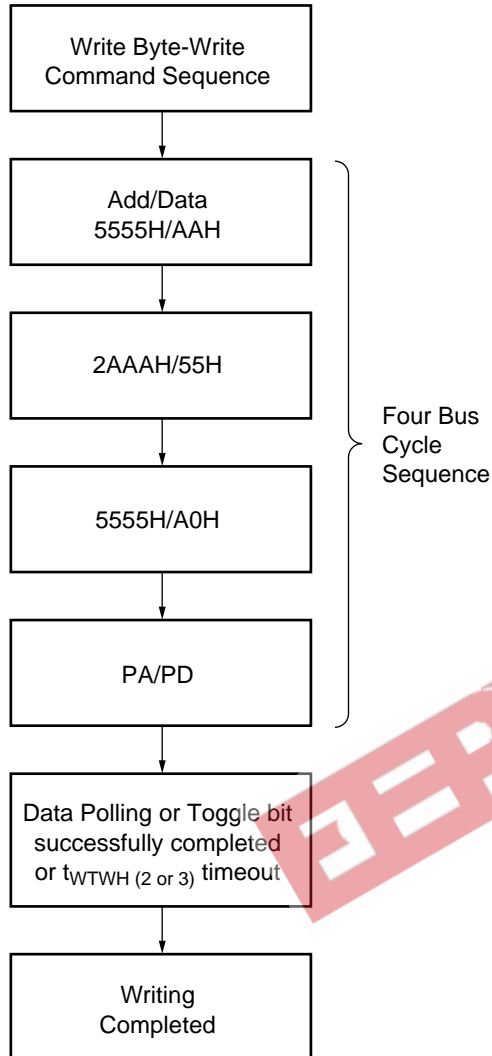 Write Byte-Write
Command Sequence
Add/Data
5555H/AAH
2AAAH/55H
5555H/A0H
PA/PD
Four Bus
Cycle
Sequence
Data Polling or Toggle bit
successfully completed
or tWTWH (2 or 3) timeout
Writing
Completed